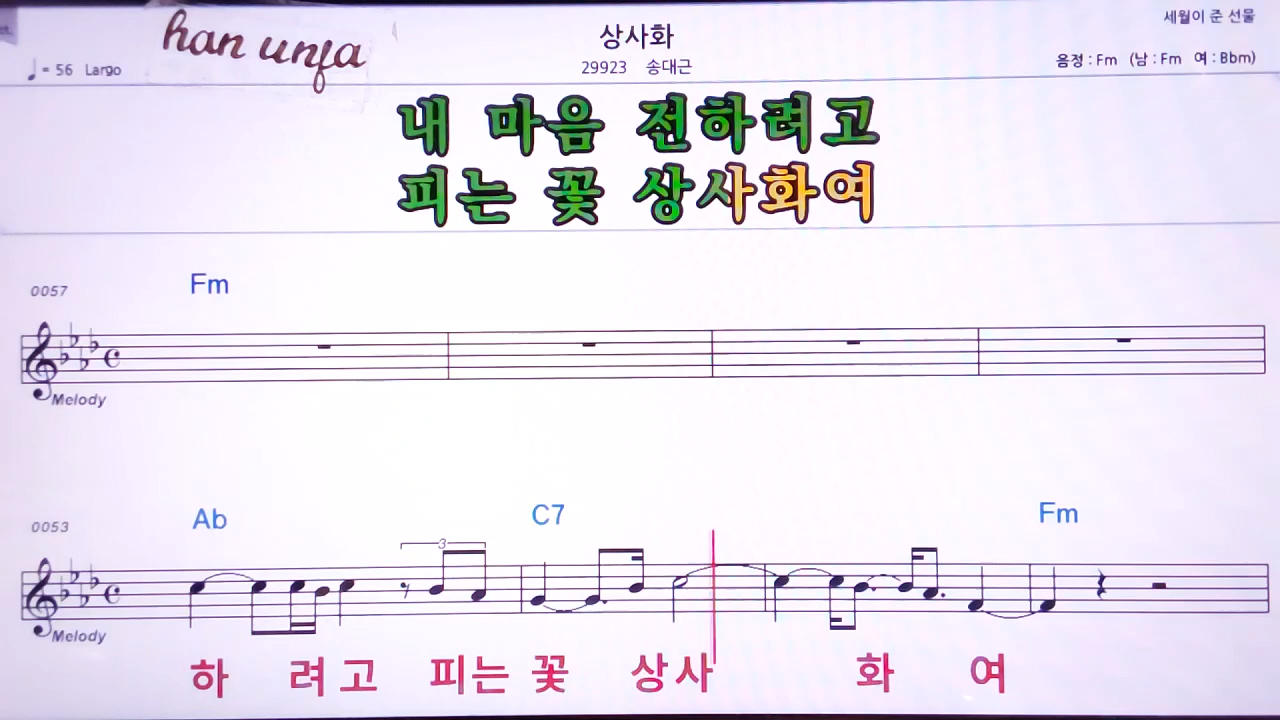 세월이 준 선물
han unja
상사화
♩= 56 Largo
29923 송대근
음정 : Fm (남 : Fm 여 : Bbm)
내 마음 전하려고
피는 꽃 상사화여
0057 Fm
Melody
0053 Ab C7 Fm
3
Melody
하 려고 피는 꽃 상사 화 여